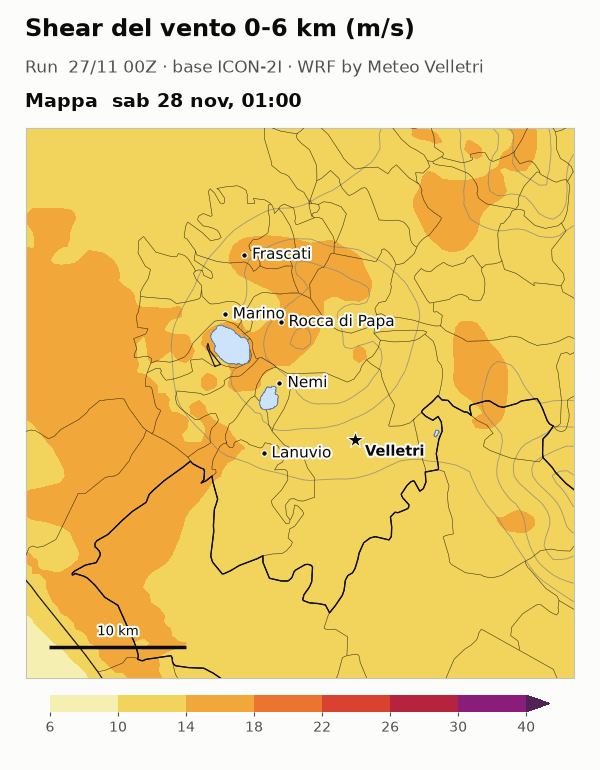 Shear del vento 0-6 km (m/s)
Run  27/11 00Z · base ICON-2I · WRF by Meteo Velletri
Mappa  sab 28 nov, 01:00
Frascati
Marino
Rocca di Papa
Nemi
Velletri
Lanuvio
10 km
6 10 14 18 22 26 30 40